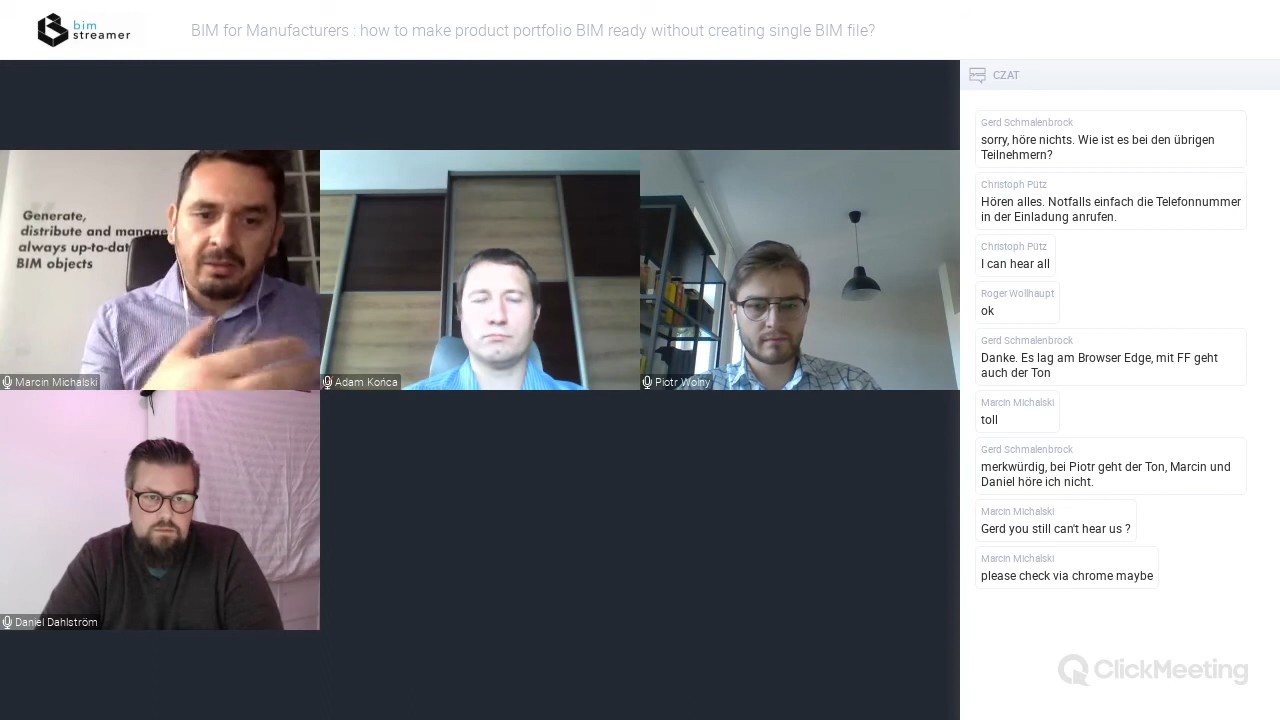 bim
streamer
BIM for Manufacturers : how to make product portfolio BIM ready without creating single BIM file?
CZAT
Generate,
distribute and manage
always up-to-dat
BIM objects
Marcin Michalski
Adam Końca
Piotr Wolny
Daniel Dahlström
Gerd Schmalenbrock
sorry, höre nichts. Wie ist es bei den übrigen
Teilnehmern?
Christoph Pütz
Hören alles. Notfalls einfach die Telefonnummer
in der Einladung anrufen.
Christoph Pütz
I can hear all
Roger Wollhaupt
ok
Gerd Schmalenbrock
Danke. Es lag am Browser Edge, mit FF geht
auch der Ton
Marcin Michalski
toll
Gerd Schmalenbrock
merkwürdig, bei Piotr geht der Ton, Marcin und
Daniel höre ich nicht.
Marcin Michalski
Gerd you still can't hear us ?
Marcin Michalski
please check via chrome maybe
ClickMeeting